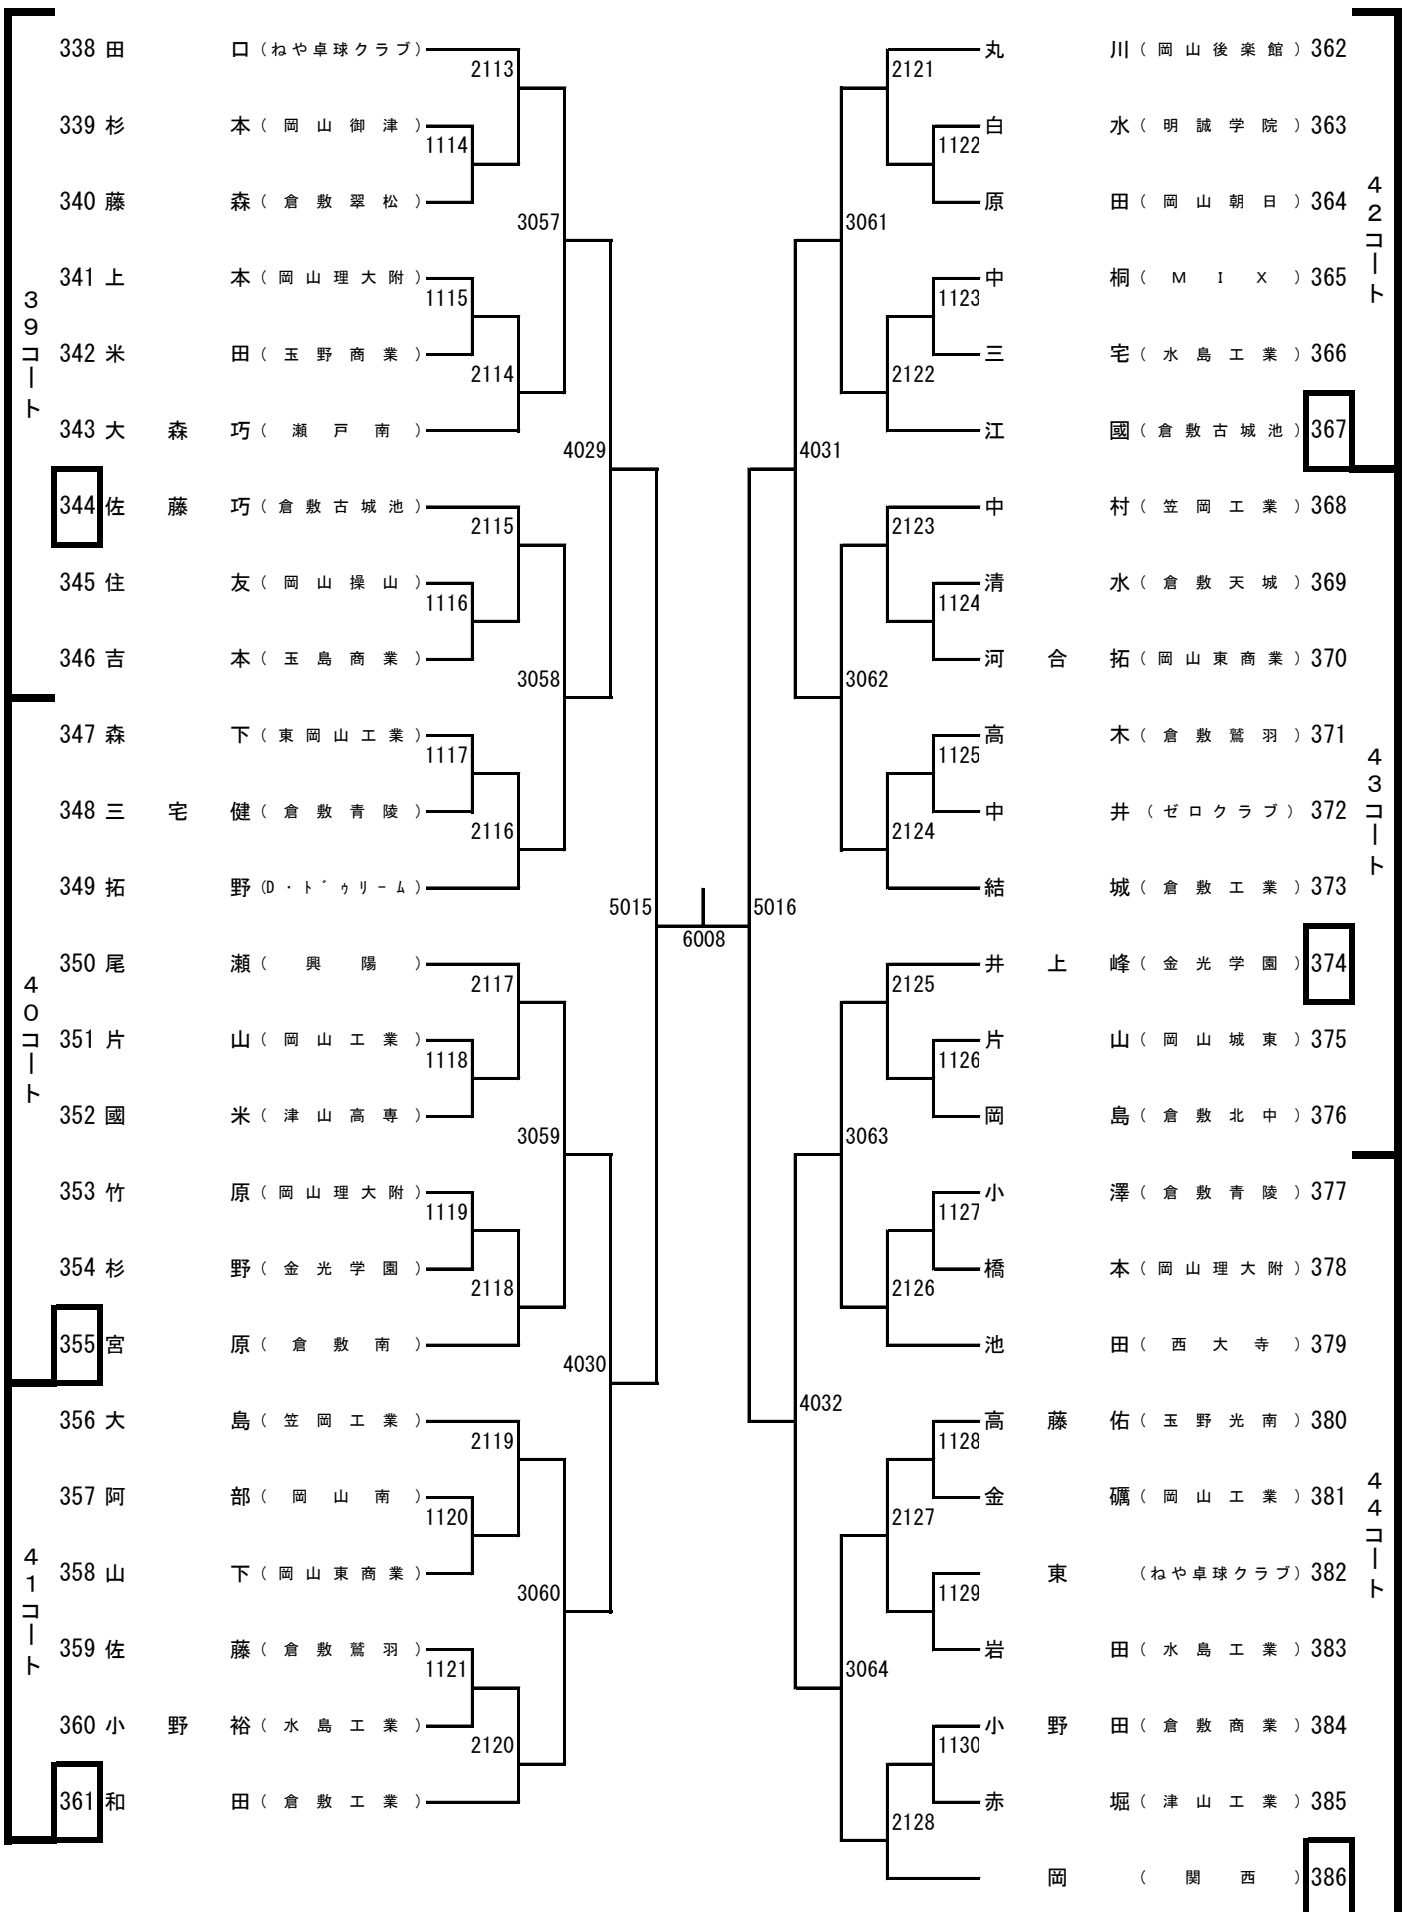 39コート
338 田口 (ねや卓球クラブ)
2113
339 杉本 (岡山御津)
1114
340 藤森 (倉敷翠松)
3057
341 上本 (岡山理大附)
1115
342 米田 (玉野商業)
2114
343 大森巧 (瀬戸南)
4029
344 佐藤巧 (倉敷古城池)
2115
345 住友 (岡山操山)
1116
346 吉本 (玉島商業)
3058
40コート
347 森下 (東岡山工業)
1117
348 三宅健 (倉敷青陵)
2116
349 拓野 (D・ドゥリーム)
5015
6008
350 尾瀬 (興陽)
2117
351 片山 (岡山工業)
1118
352 國米 (津山高専)
3059
353 竹原 (岡山理大附)
1119
354 杉野 (金光学園)
2118
355 宮原 (倉敷南)
4030
41コート
356 大島 (笠岡工業)
2119
357 阿部 (岡山南)
1120
358 山下 (岡山東商業)
3060
359 佐藤 (倉敷鷲羽)
1121
360 小野裕 (水島工業)
2120
361 和田 (倉敷工業)
42コート
丸川 (岡山後楽館) 362
2121
白水 (明誠学院) 363
1122
原田 (岡山朝日) 364
3061
中桐 (MIX) 365
1123
三宅 (水島工業) 366
2122
江國 (倉敷古城池) 367
4031
43コート
中村 (笠岡工業) 368
2123
清水 (倉敷天城) 369
1124
河合拓 (岡山東商業) 370
3062
高木 (倉敷鷲羽) 371
1125
中井 (ゼロクラブ) 372
2124
結城 (倉敷工業) 373
5016
井上峰 (金光学園) 374
2125
片山 (岡山城東) 375
1126
岡島 (倉敷北中) 376
3063
44コート
小澤 (倉敷青陵) 377
1127
橋本 (岡山理大附) 378
2126
池田 (西大寺) 379
4032
高藤佑 (玉野光南) 380
1128
金礪 (岡山工業) 381
2127
東 (ねや卓球クラブ) 382
1129
岩田 (水島工業) 383
3064
小野田 (倉敷商業) 384
1130
赤堀 (津山工業) 385
2128
岡 (関西) 386